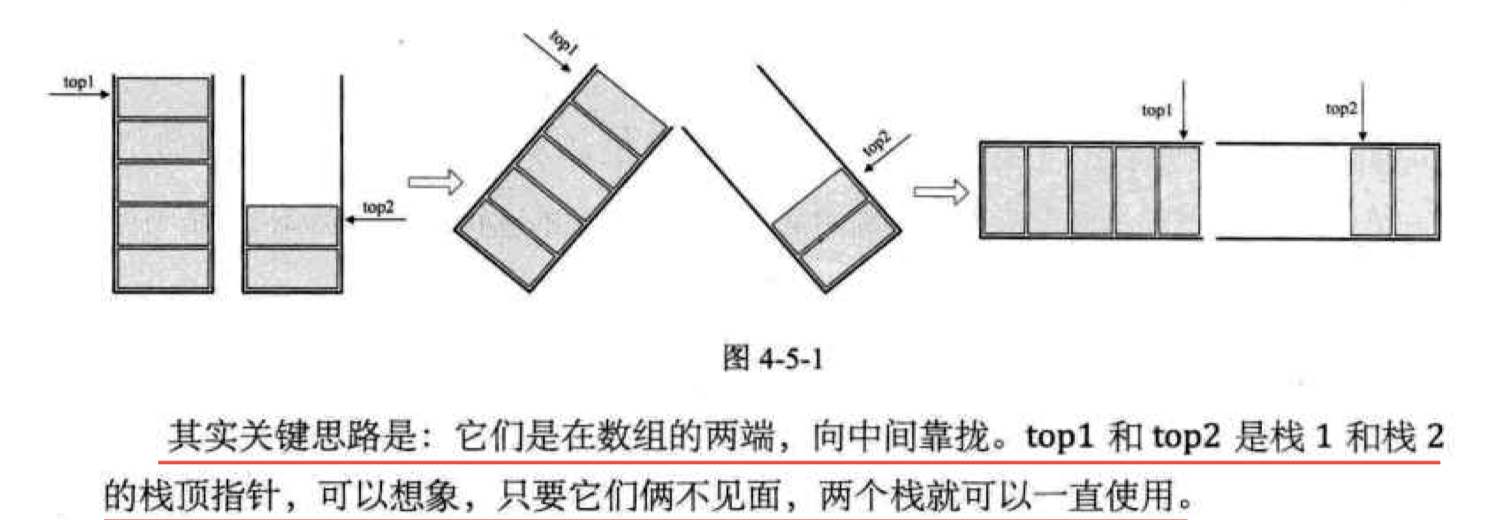 top1
top2
top1
top2
top1
top2
图 4-5-1
其实关键思路是：它们是在数组的两端，向中间靠拢。top1 和 top2 是栈 1 和栈 2
的栈顶指针，可以想象，只要它们俩不见面，两个栈就可以一直使用。